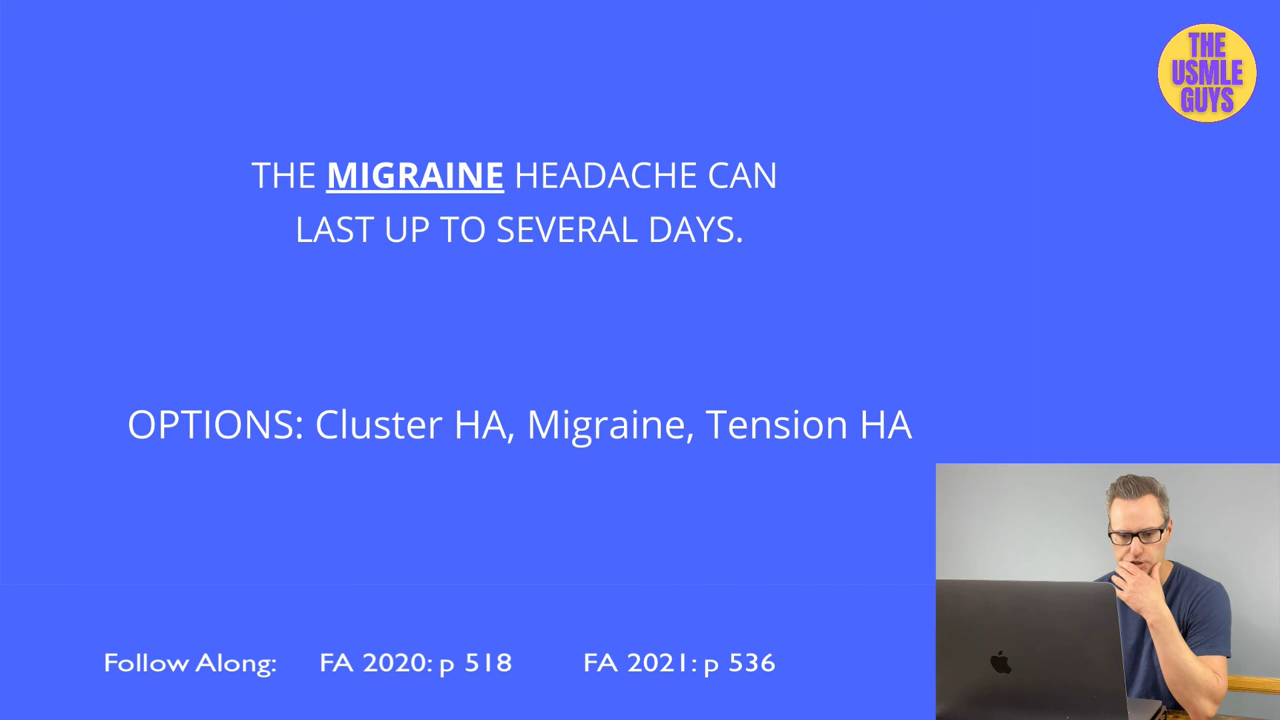 THE
USMLE
GUYS
THE MIGRAINE HEADACHE CAN
LAST UP TO SEVERAL DAYS.
OPTIONS: Cluster HA, Migraine, Tension HA
Follow Along: FA 2020: p 518 FA 2021: p 536